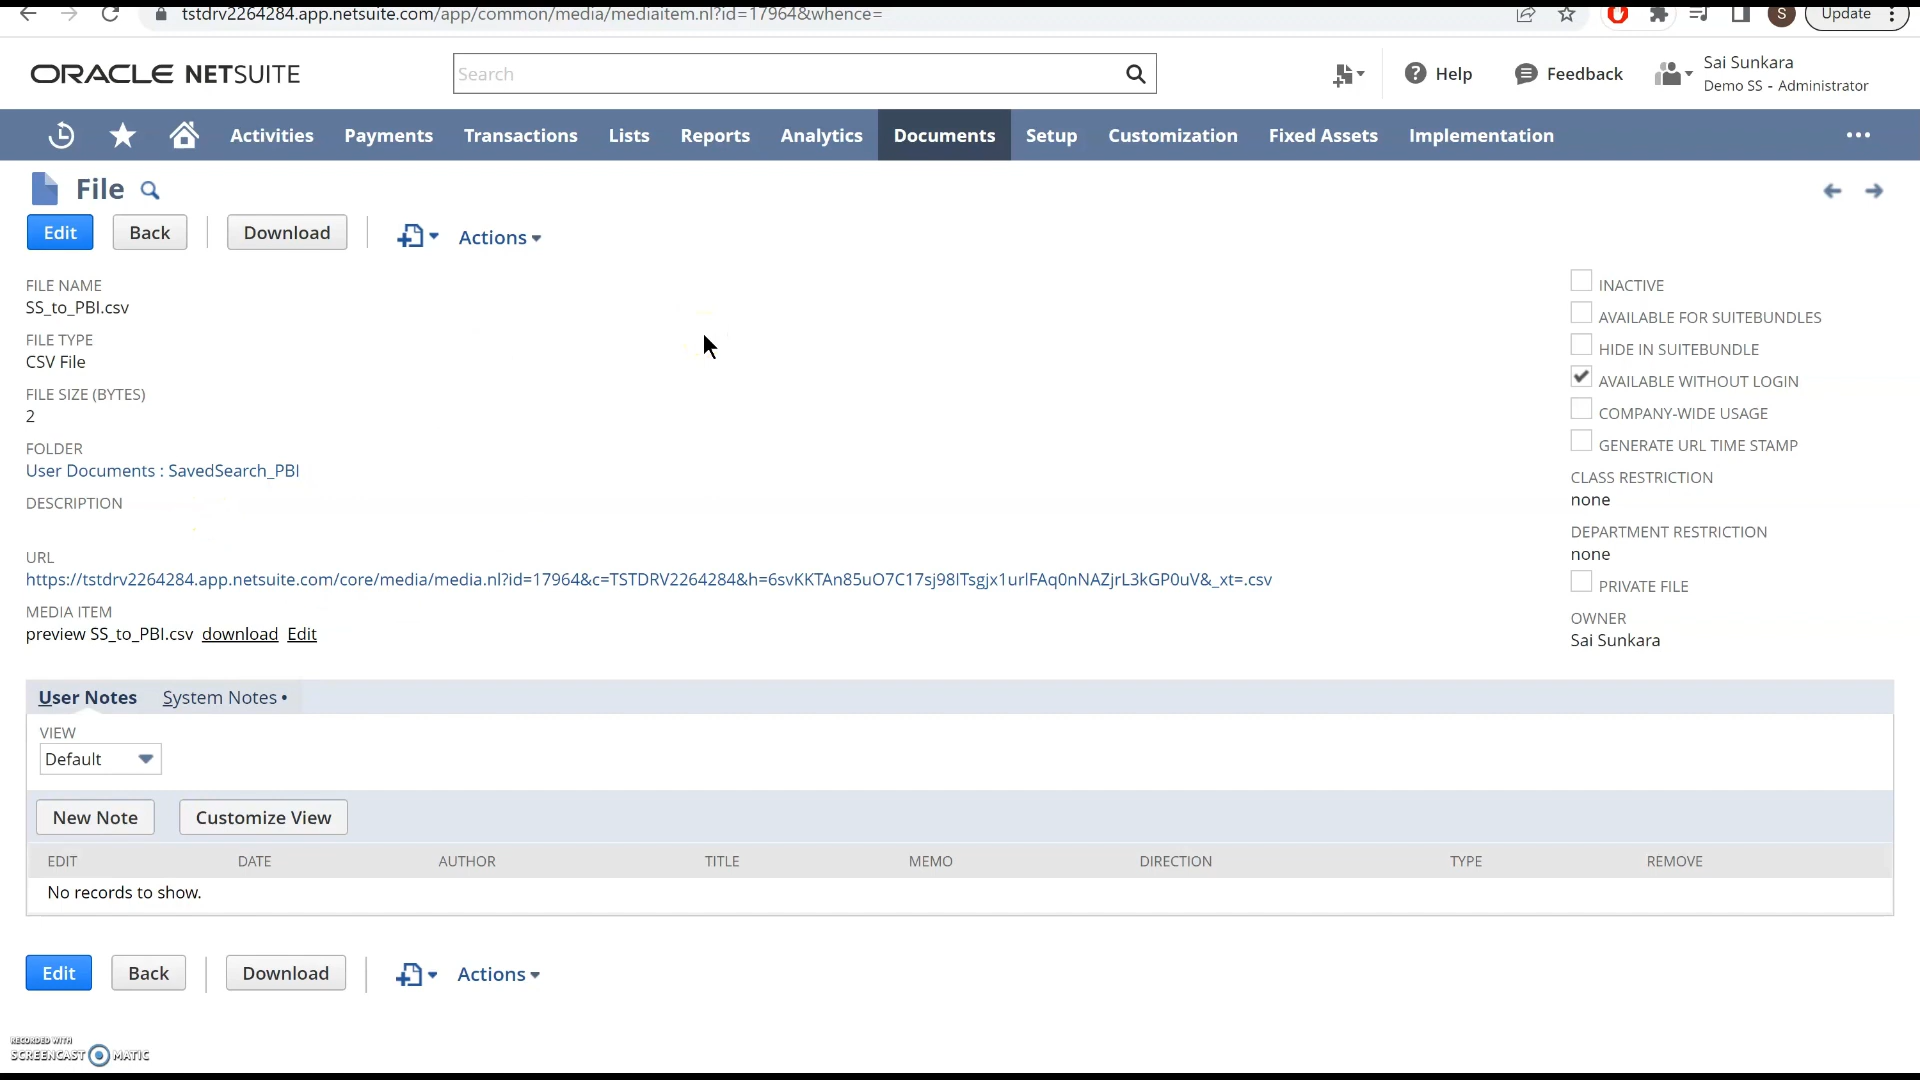 tstdrv2264284.app.netsuite.com/app/common/media/mediaitem.nl?id=17964&whence=
S
Update
ORACLE NETSUITE
Search
Help
Feedback
Sai Sunkara
Demo SS - Administrator
Activities
Payments
Transactions
Lists
Reports
Analytics
Documents
Setup
Customization
Fixed Assets
Implementation
File
Edit
Back
Download
Actions
FILE NAME
SS_to_PBI.csv
FILE TYPE
CSV File
FILE SIZE (BYTES)
2
FOLDER
User Documents : SavedSearch_PBI
DESCRIPTION
URL
https://tstdrv2264284.app.netsuite.com/core/media/media.nl?id=17964&c=TSTDRV2264284&h=6svKKTAn85uO7C17sj98ITsgjx1urlFAq0nNAZjrL3kGP0uV&_xt=.csv
MEDIA ITEM
preview SS_to_PBI.csv download Edit
INACTIVE
AVAILABLE FOR SUITEBUNDLES
HIDE IN SUITEBUNDLE
AVAILABLE WITHOUT LOGIN
COMPANY-WIDE USAGE
GENERATE URL TIME STAMP
CLASS RESTRICTION
none
DEPARTMENT RESTRICTION
none
PRIVATE FILE
OWNER
Sai Sunkara
User Notes
System Notes •
VIEW
Default
New Note
Customize View
EDIT
DATE
AUTHOR
TITLE
MEMO
DIRECTION
TYPE
REMOVE
No records to show.
Edit
Back
Download
Actions
RECORDED WITH
SCREENCAST MATIC